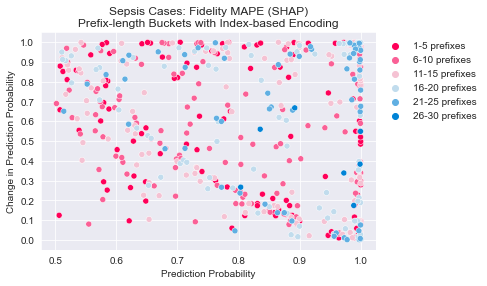 Sepsis Cases: Fidelity MAPE (SHAP)
Prefix-length Buckets with Index-based Encoding
Change in Prediction Probability
1.0
0.9
0.8
0.7
0.6
0.5
0.4
0.3
0.2
0.1
0.0
0.5
0.6
0.7
0.8
0.9
1.0
Prediction Probability
1-5 prefixes
6-10 prefixes
11-15 prefixes
16-20 prefixes
21-25 prefixes
26-30 prefixes